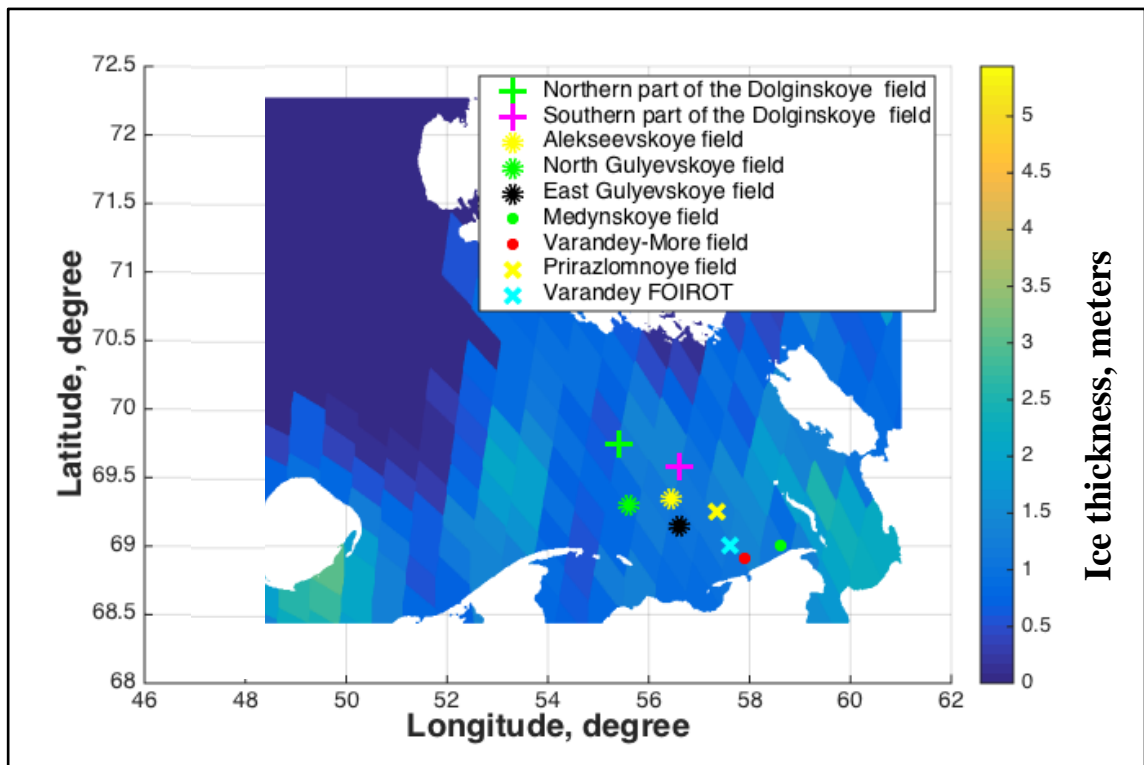 72.5
72
71.5
71
70.5
70
69.5
69
68.5
68
46
48
50
52
54
56
58
60
62
Latitude, degree
Longitude, degree
Northern part of the Dolginskoye field
Southern part of the Dolginskoye field
Alekseevskoye field
North Gulyevskoye field
East Gulyevskoye field
Medynskoye field
Varandey-More field
Prirazlomnoye field
Varandey FOIROT
5
4.5
4
3.5
3
2.5
2
1.5
1
0.5
0
Ice thickness, meters